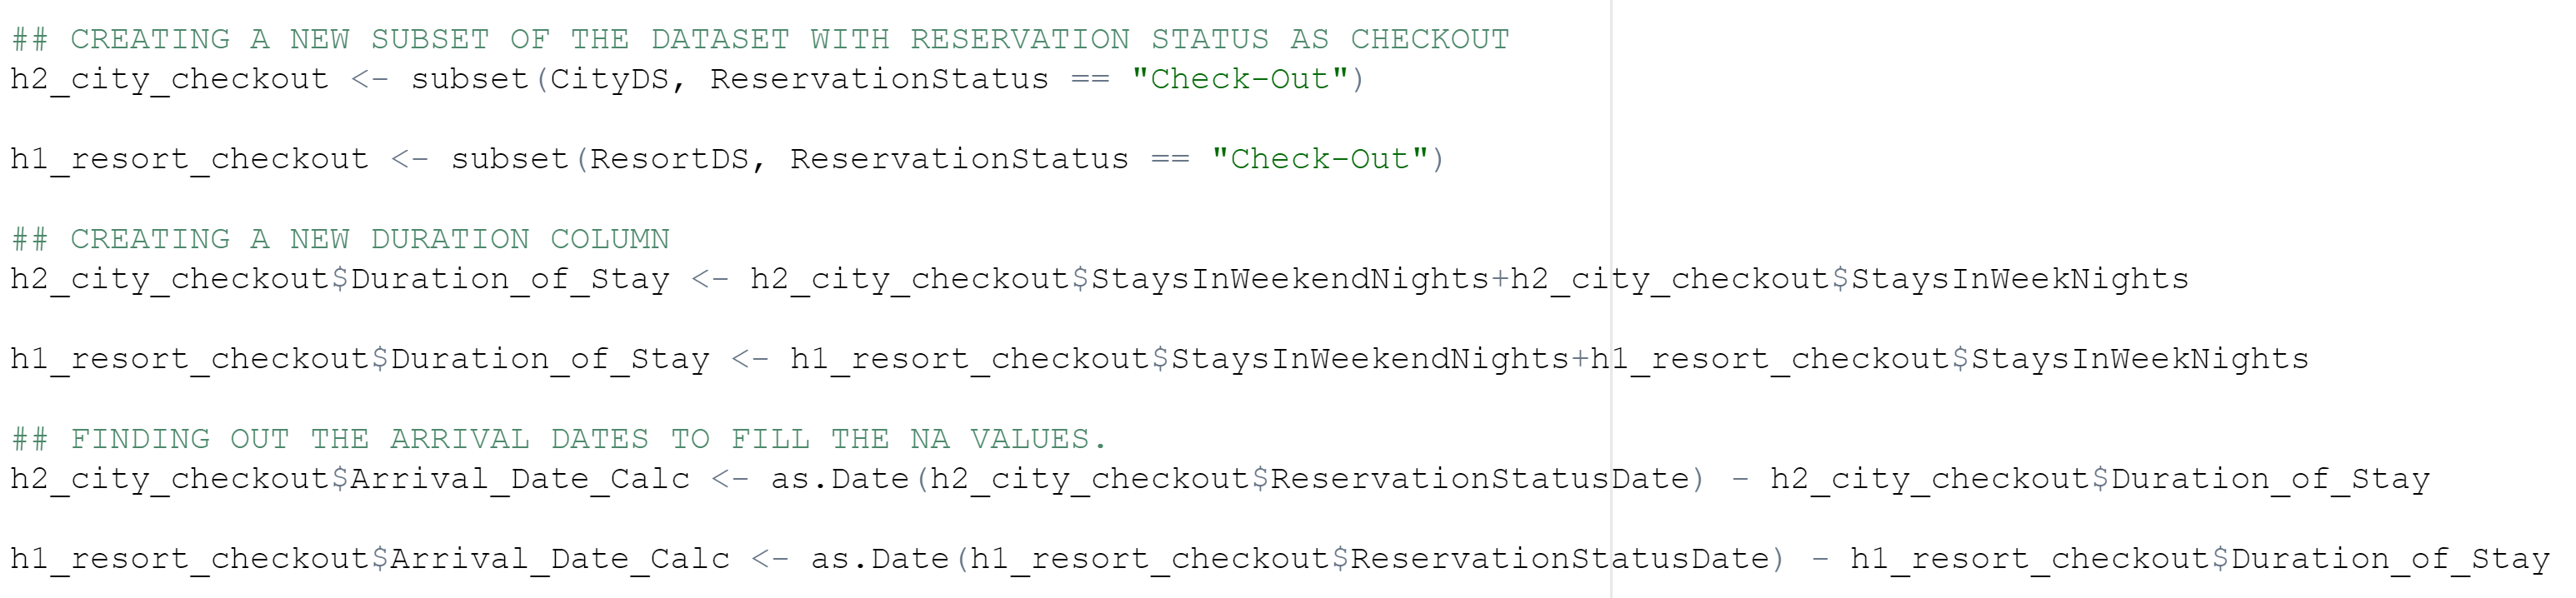 ## CREATING A NEW SUBSET OF THE DATASET WITH RESERVATION STATUS AS CHECKOUT
h2_city_checkout <- subset(CityDS, ReservationStatus == "Check-Out")
h1_resort_checkout <- subset(ResortDS, ReservationStatus == "Check-Out")
## CREATING A NEW DURATION COLUMN
h2_city_checkout$Duration_of_Stay <- h2_city_checkout$StaysInWeekendNights+h2_city_checkout$StaysInWeekNights
h1_resort_checkout$Duration_of_Stay <- h1_resort_checkout$StaysInWeekendNights+h1_resort_checkout$StaysInWeekNights
## FINDING OUT THE ARRIVAL DATES TO FILL THE NA VALUES.
h2_city_checkout$Arrival_Date_Calc <- as.Date(h2_city_checkout$ReservationStatusDate) - h2_city_checkout$Duration_of_Stay
h1_resort_checkout$Arrival_Date_Calc <- as.Date(h1_resort_checkout$ReservationStatusDate) - h1_resort_checkout$Duration_of_Stay